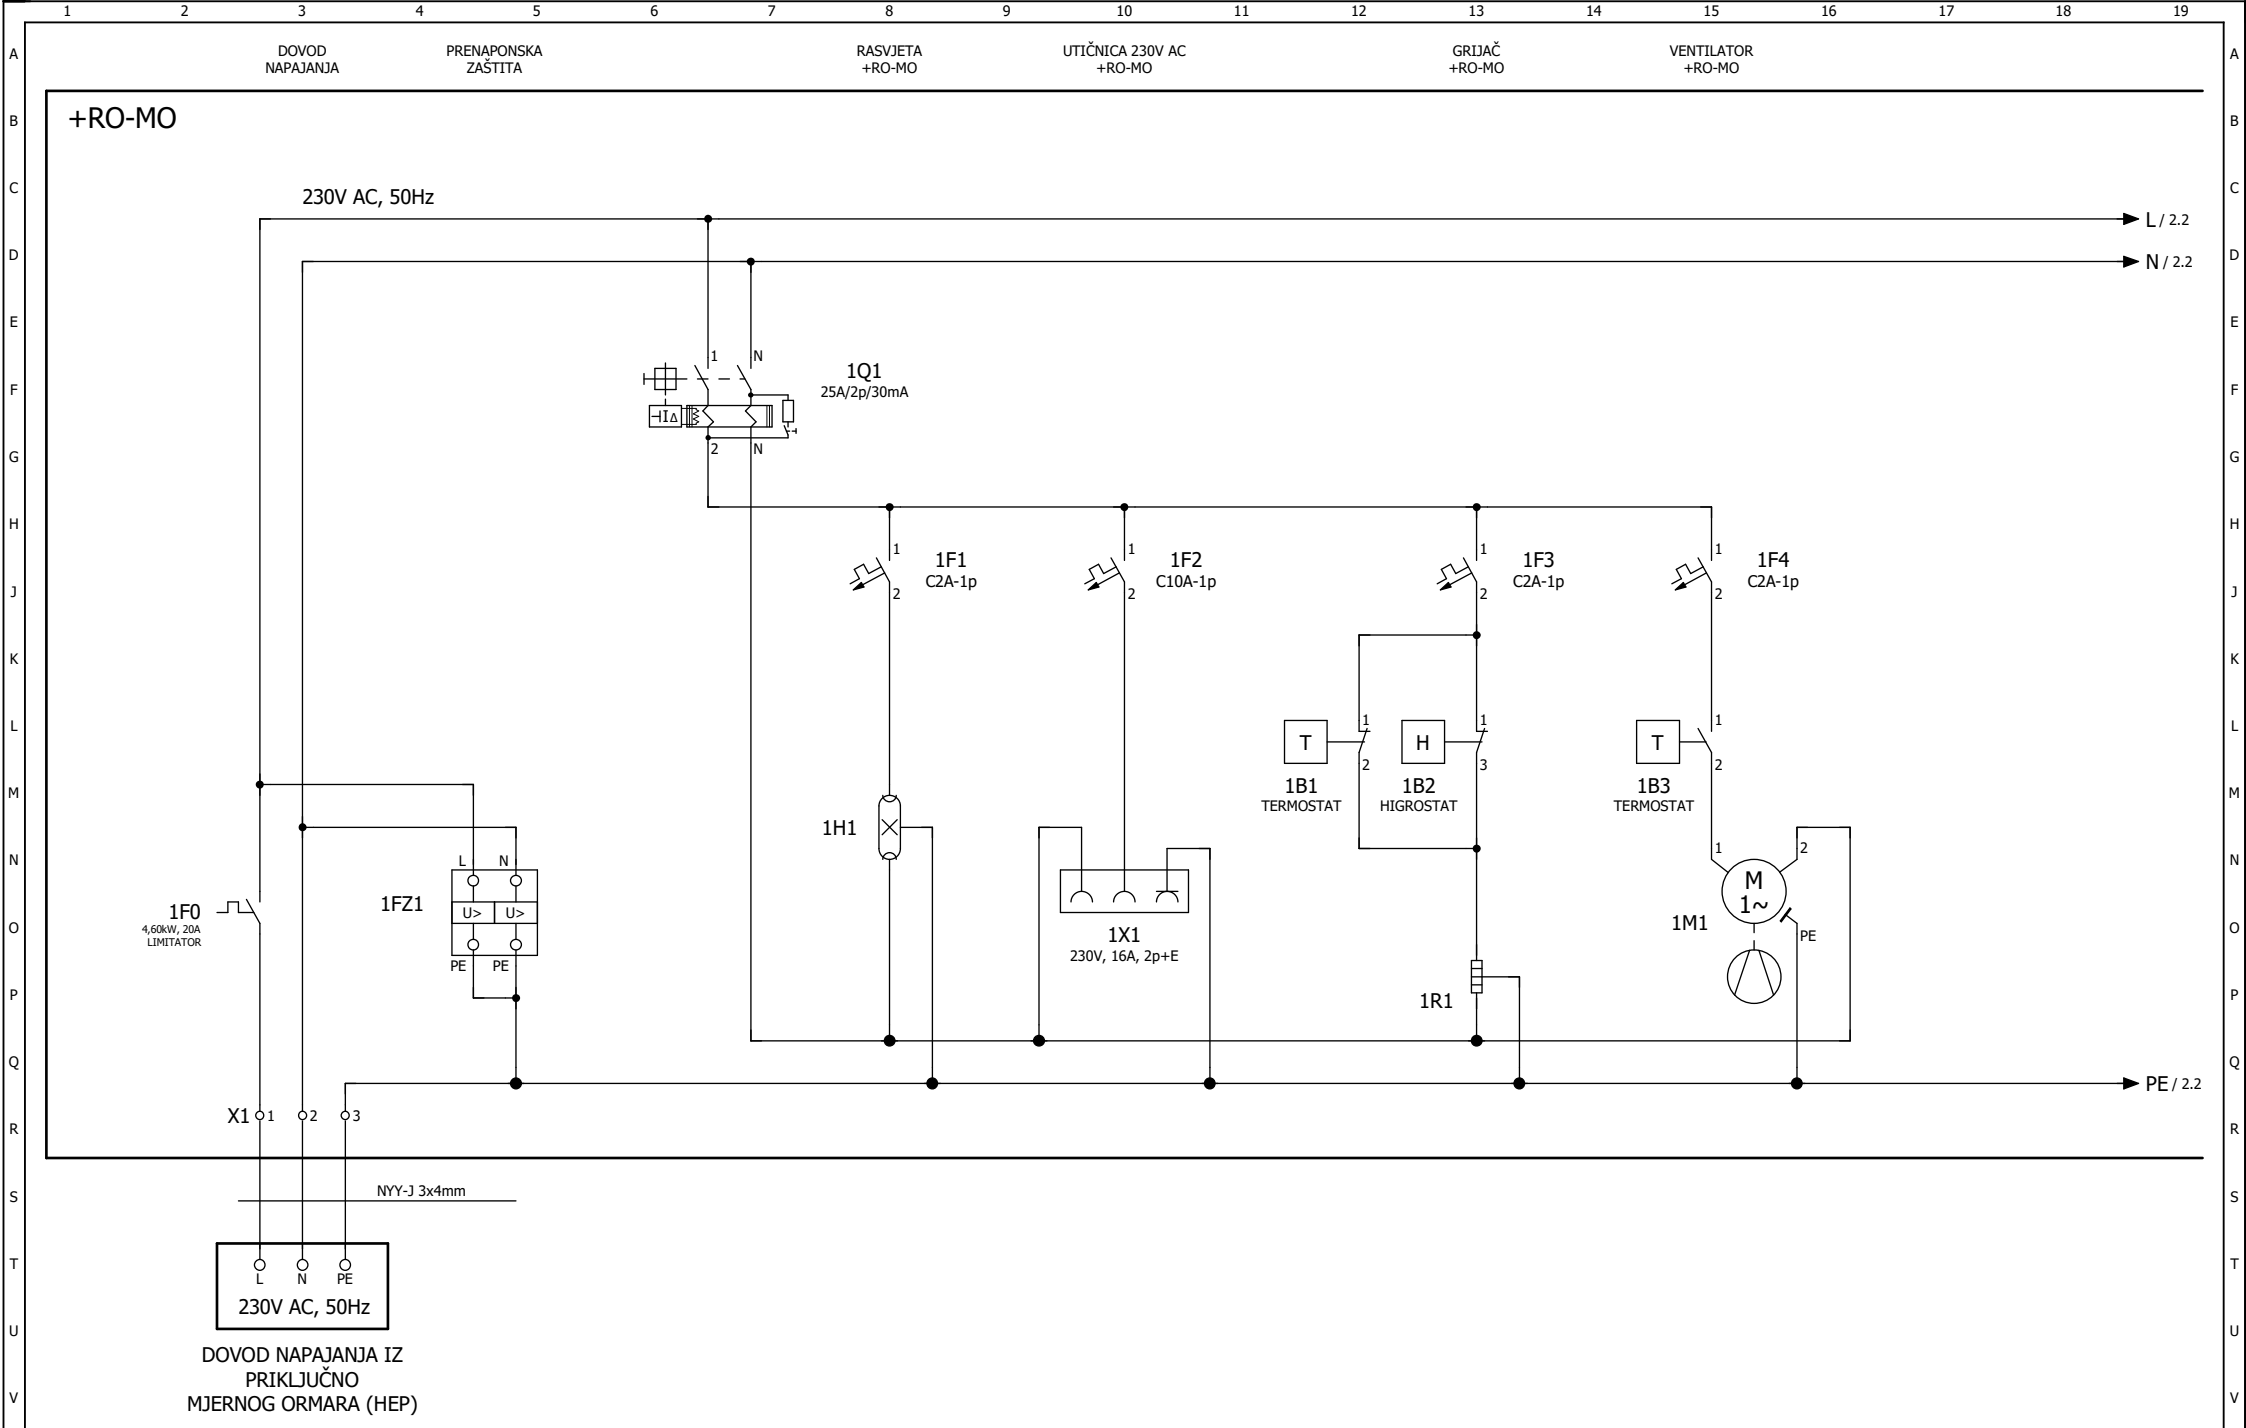 1 2 3 4 5 6 7 8 9 10 11 12 13 14 15 16 17 18 19
A A
DOVOD
NAPAJANJA
PRENAPONSKA
ZAŠTITA
RASVJETA
+RO-MO
UTIČNICA 230V AC
+RO-MO
GRIJAČ
+RO-MO
VENTILATOR
+RO-MO
B B
+RO-MO
C C
230V AC, 50Hz
L / 2.2
D D
N / 2.2
E E
1 N
1Q1
25A/2p/30mA
F F
I∆
2 N
G G
H H
1
2
1F1
C2A-1p
1
2
1F2
C10A-1p
1
2
1F3
C2A-1p
1
2
1F4
C2A-1p
J J
K K
L L
T
1
2
1B1
TERMOSTAT
H
1
3
1B2
HIGROSTAT
T
1
2
1B3
TERMOSTAT
M M
1H1
N N
L N
1FZ1
U> U>
PE PE
1F0
4,60kW, 20A
LIMITATOR
1X1
230V, 16A, 2p+E
1 2
M
1~
1M1
PE
O O
P P
1R1
Q Q
PE / 2.2
X1 1 2 3
R R
S S
NYY-J 3x4mm
T T
L N PE
230V AC, 50Hz
U U
DOVOD NAPAJANJA IZ
PRIKLJUČNO
MJERNOG ORMARA (HEP)
V V